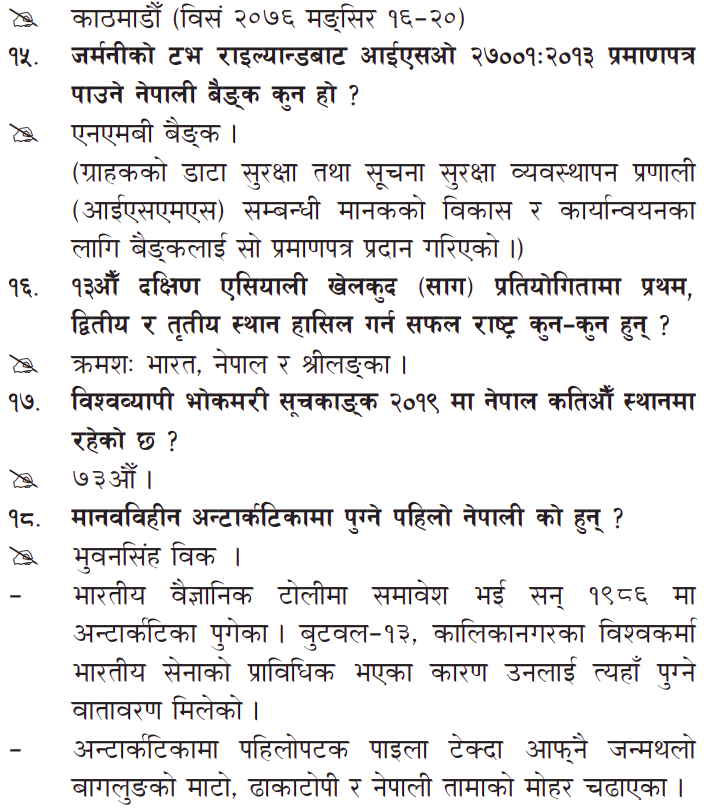 काठमाडौँ (विसं २०७६ मङ्सिर १६-२०)
१५. जर्मनीको टभ राइल्यान्डबाट आईएसओ २७००१:२०१३ प्रमाणपत्र
पाउने नेपाली बैङ्क कुन हो ?
एनएमबी बैङ्क ।
(ग्राहकको डाटा सुरक्षा तथा सूचना सुरक्षा व्यवस्थापन प्रणाली
(आईएसएमएस) सम्बन्धी मानकको विकास र कार्यान्वयनका
लागि बैङ्कलाई सो प्रमाणपत्र प्रदान गरिएको ।)
१६. १३औँ दक्षिण एसियाली खेलकुद (साग) प्रतियोगितामा प्रथम,
द्वितीय र तृतीय स्थान हासिल गर्न सफल राष्ट्र कुन-कुन हुन् ?
क्रमशः भारत, नेपाल र श्रीलङ्का ।
१७. विश्वव्यापी भोकमरी सूचकाङ्क २०१९ मा नेपाल कतिऔँ स्थानमा
रहेको छ ?
७३औँ ।
१८. मानवविहीन अन्टार्कटिकामा पुग्ने पहिलो नेपाली को हुन् ?
भुवनसिंह विक ।
- भारतीय वैज्ञानिक टोलीमा समावेश भई सन् १९८६ मा
अन्टार्कटिका पुगेका । बुटवल-१३, कालिकानगरका विश्वकर्मा
भारतीय सेनाको प्राविधिक भएका कारण उनलाई त्यहाँ पुग्ने
वातावरण मिलेको ।
- अन्टार्कटिकामा पहिलोपटक पाइला टेक्दा आफ्नै जन्मथलो
बागलुङको माटो, ढाकाटोपी र नेपाली तामाको मोहर चढाएका ।